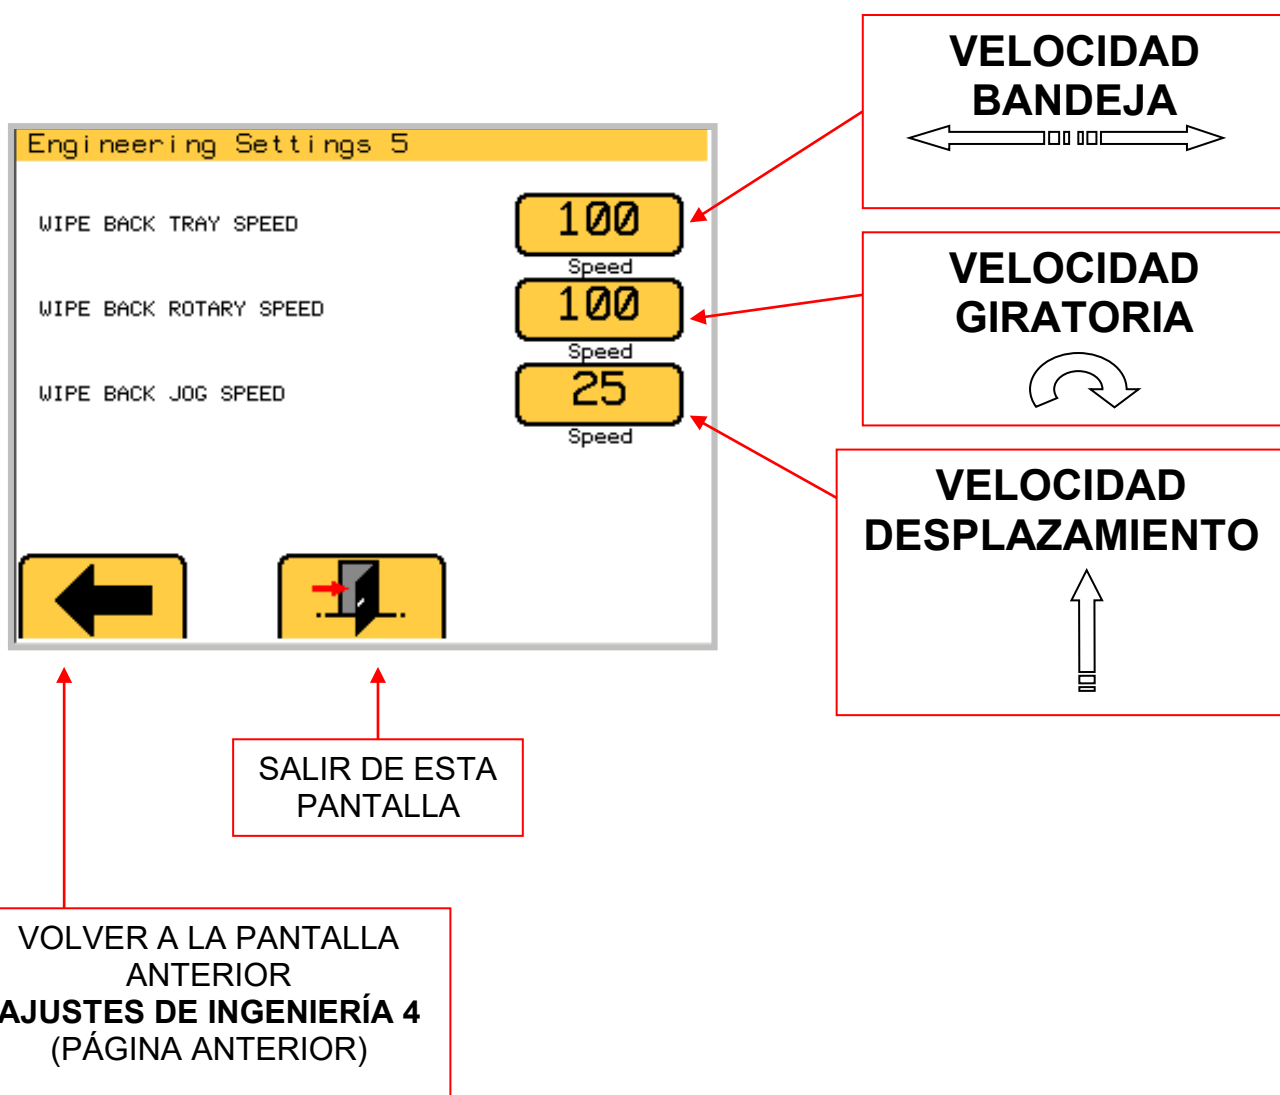 VELOCIDAD
BANDEJA
Engineering Settings 5
WIPE BACK TRAY SPEED
100
Speed
WIPE BACK ROTARY SPEED
100
Speed
WIPE BACK JOG SPEED
25
Speed
VELOCIDAD
GIRATORIA
VELOCIDAD
DESPLAZAMIENTO
SALIR DE ESTA
PANTALLA
VOLVER A LA PANTALLA
ANTERIOR
AJUSTES DE INGENIERÍA 4
(PÁGINA ANTERIOR)